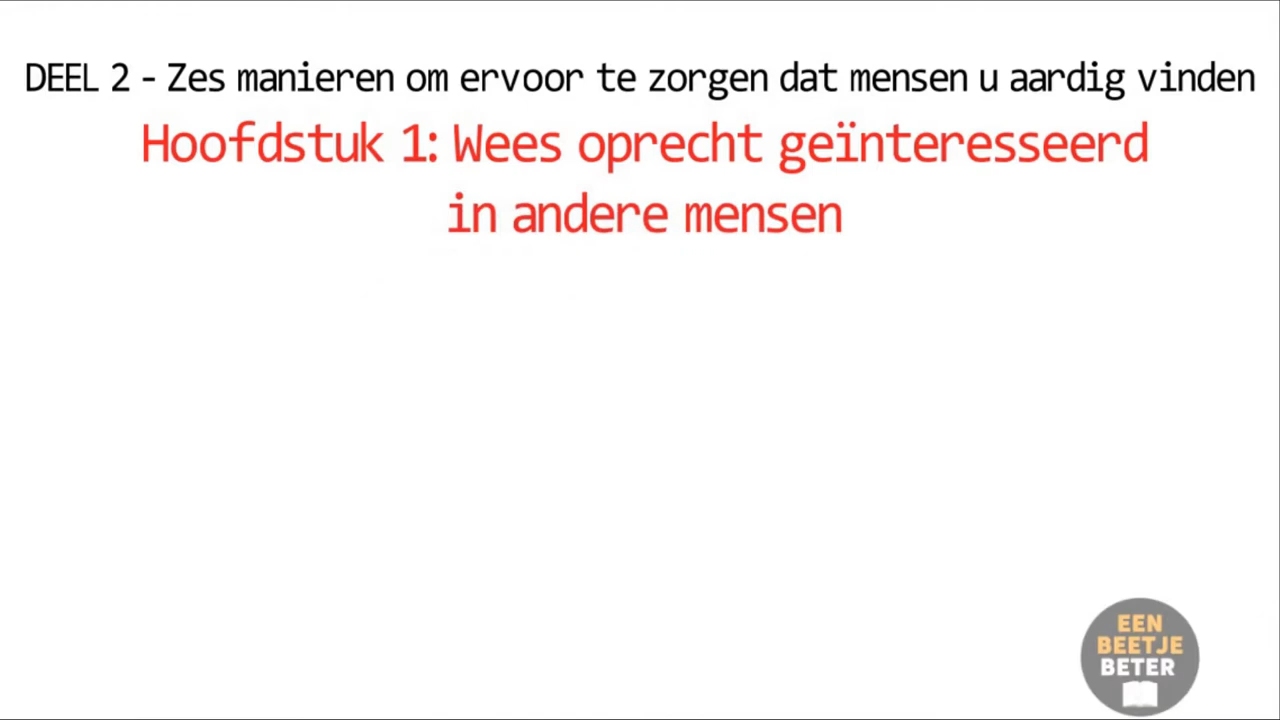 DEEL 2 - Zes manieren om ervoor te zorgen dat mensen u aardig vinden
Hoofdstuk 1: Wees oprecht geïnteresseerd
in andere mensen
EEN
BEETJE
BETER